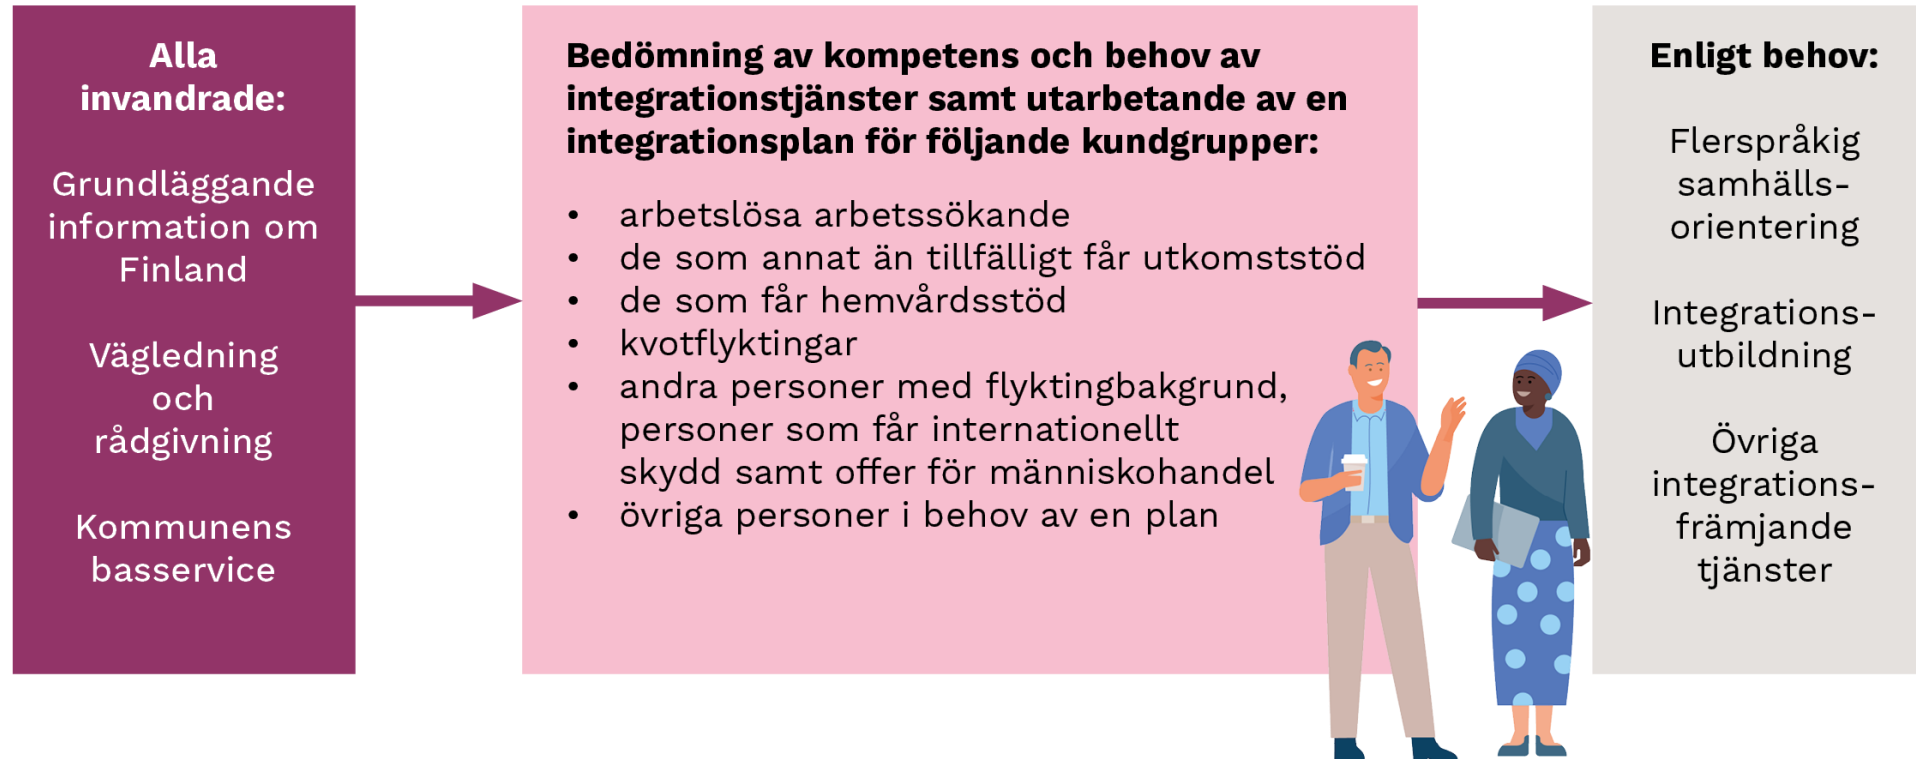 Alla
invandrade:
Grundläggande
information om
Finland
Vägledning
och
rådgivning
Kommunens
basservice
Bedömning av kompetens och behov av
integrationstjänster samt utarbetande av en
integrationsplan för följande kundgrupper:
• arbetslösa arbetssökande
• de som annat än tillfälligt får utkomststöd
• de som får hemvårdsstöd
• kvotflyktingar
• andra personer med flyktingbakgrund,
personer som får internationellt
skydd samt offer för människohandel
• övriga personer i behov av en plan
Enligt behov:
Flerspråkig
samhälls-
orientering
Integrations-
utbildning
Övriga
integrations-
främjande
tjänster